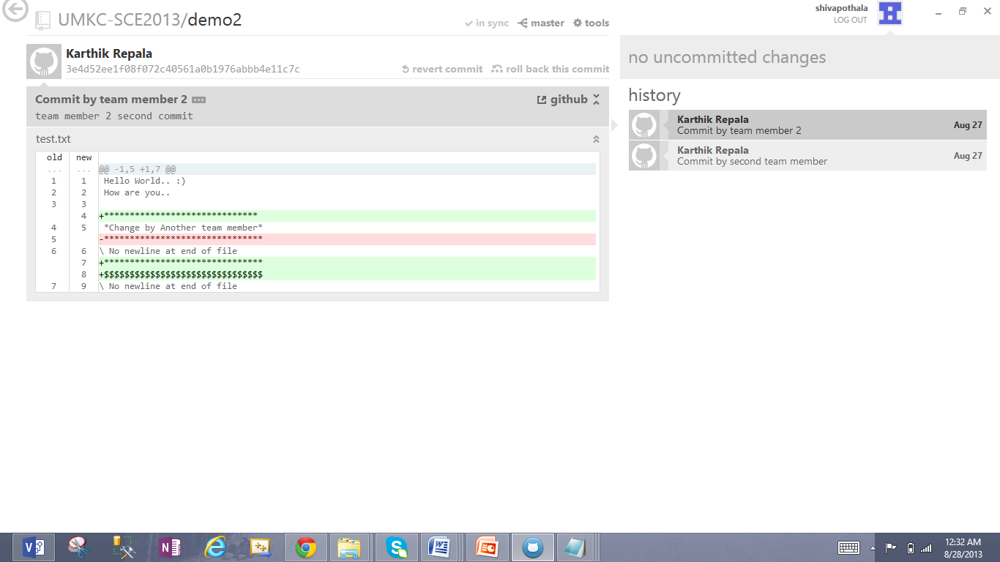 UMKC-SCE2013/demo2
in sync master tools
shivapothala
LOG OUT
Karthik Repala
3e4d52ee1f08f072c40561a0b1976abbb4e11c7c revert commit roll back this commit
Commit by team member 2 github
team member 2 second commit
test.txt
old new
... ... @@ -1,5 +1,7 @@
1 1 Hello World.. :)
2 2 How are you..
3 3
4 +******************************
4 5 *Change by Another team member*
5 -*******************************
6 6 \ No newline at end of file
7 +*******************************
8 +$$$$$$$$$$$$$$$$$$$$$$$$$$$$$$$
7 9 \ No newline at end of file
no uncommitted changes
history
Karthik Repala
Commit by team member 2 Aug 27
Karthik Repala
Commit by second team member Aug 27
12:32 AM
8/28/2013